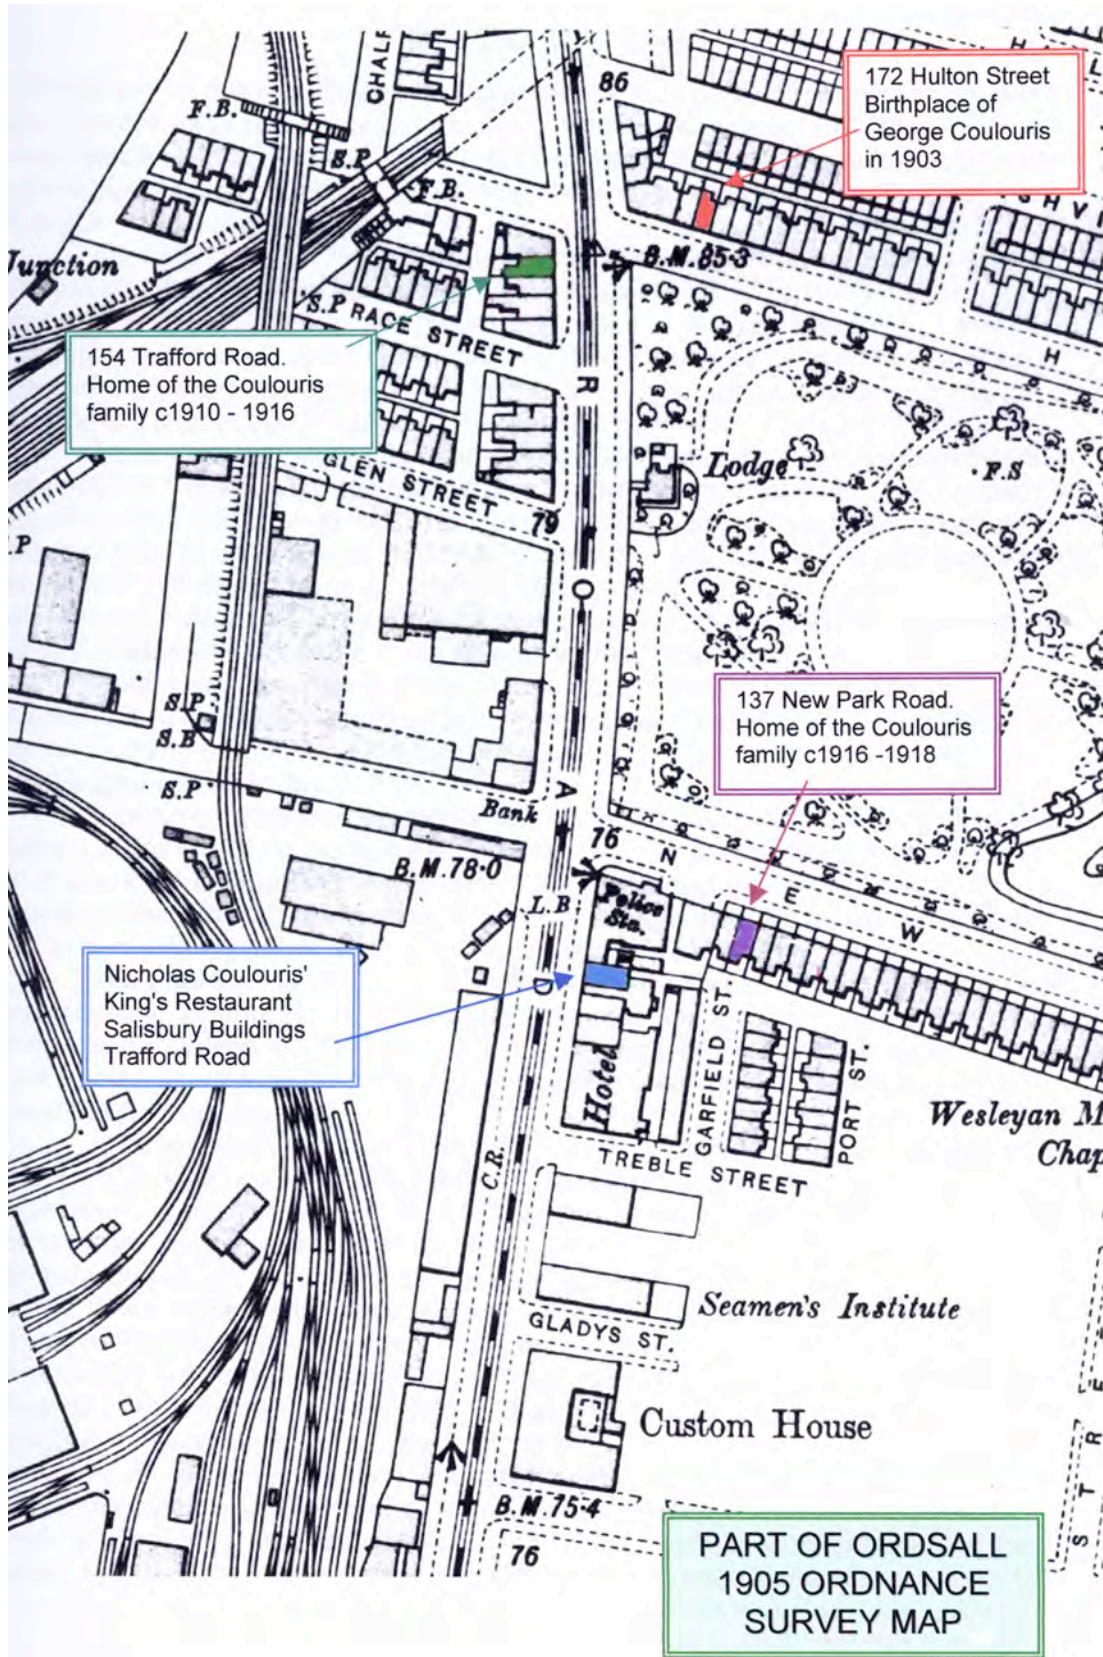 CHALF
86
F.B.
S.P
F.B.
172 Hulton Street
Birthplace of
George Coulouris
in 1903
B.M. 85·3
Junction
S.P
RACE STREET
154 Trafford Road.
Home of the Coulouris
family c1910 - 1916
H
R
Lodge
F.S
GLEN STREET
79
P
O
137 New Park Road.
Home of the Coulouris
family c1916 -1918
S.P
S.B
S.P
Bank
A
76
B.M. 78·0
N
E
W
L.B
Police
Sta.
D
Nicholas Coulouris'
King's Restaurant
Salisbury Buildings
Trafford Road
Hotel
GARFIELD ST
PORT ST.
TREBLE STREET
Wesleyan M
Chap
C.R.
Seamen's Institute
GLADYS ST.
Custom House
B.M. 75·4
76
STRE
PART OF ORDSALL
1905 ORDNANCE
SURVEY MAP